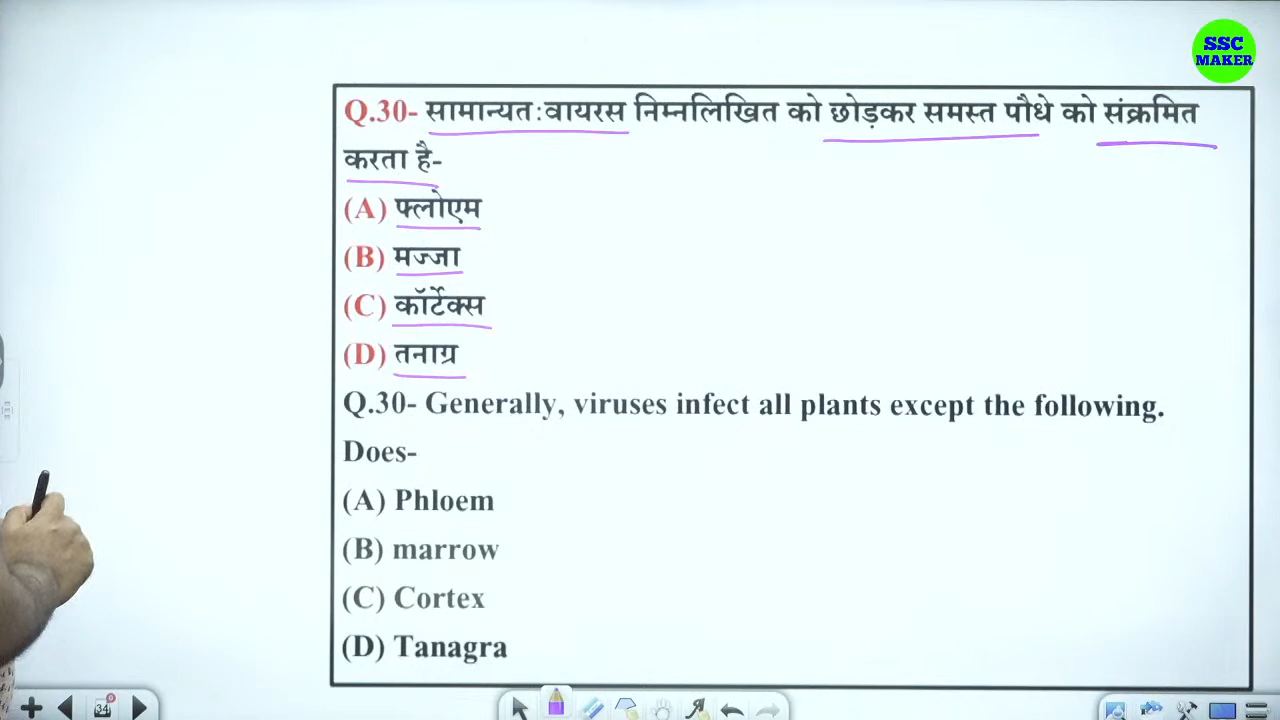 SSC
MAKER
Q.30- सामान्यत:वायरस निम्नलिखित को छोड़कर समस्त पौधे को संक्रमित
करता है-
(A) फ्लोएम
(B) मज्जा
(C) कॉर्टेक्स
(D) तनाग्र
Q.30- Generally, viruses infect all plants except the following.
Does-
(A) Phloem
(B) marrow
(C) Cortex
(D) Tanagra
34